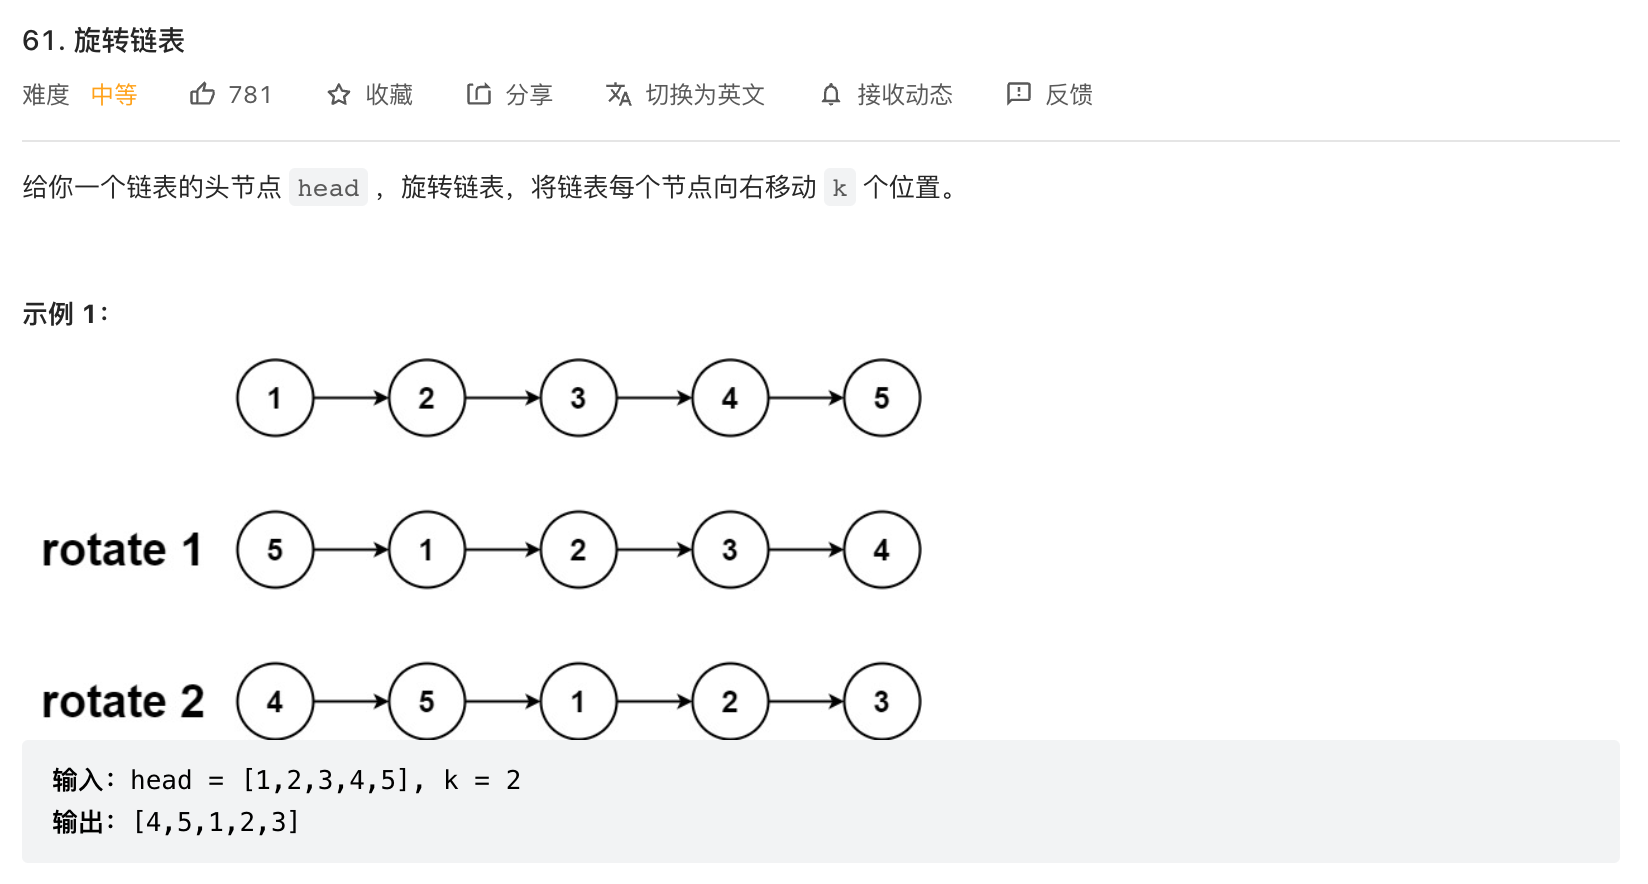 61. 旋转链表
难度 中等 781 收藏 分享 切换为英文 接收动态 反馈
给你一个链表的头节点 head ，旋转链表，将链表每个节点向右移动 k 个位置。
示例 1：
1 2 3 4 5
rotate 1 5 1 2 3 4
rotate 2 4 5 1 2 3
输入：head = [1,2,3,4,5], k = 2
输出：[4,5,1,2,3]